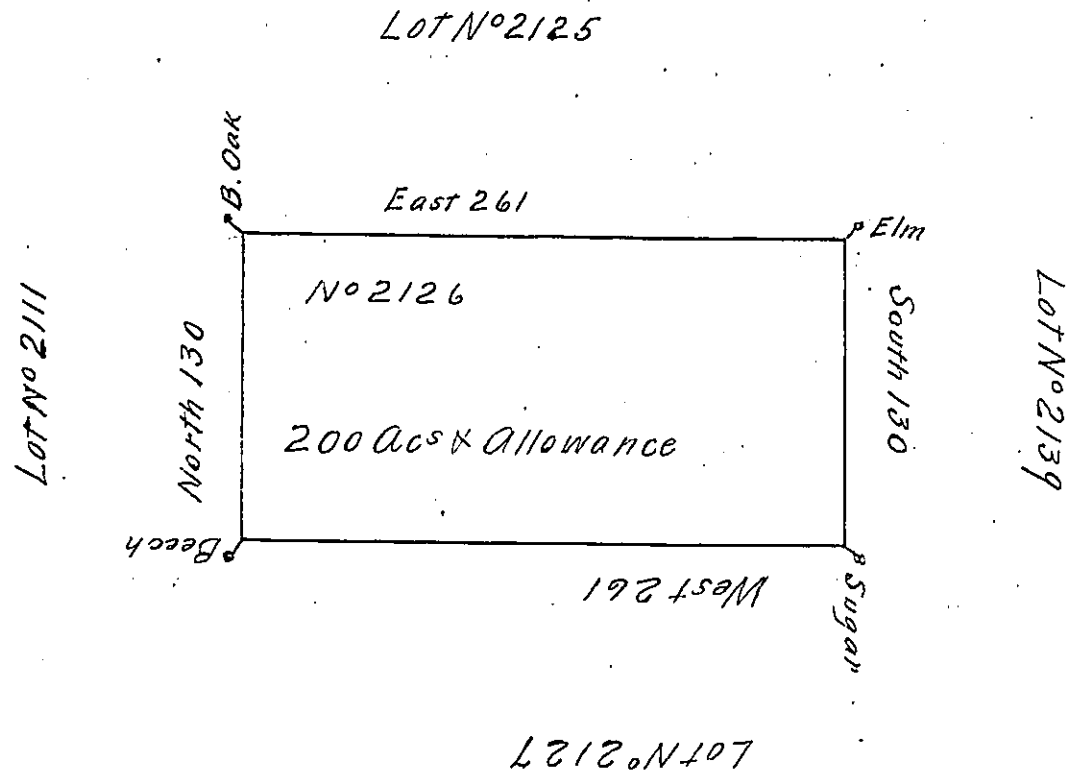 Lot Nº 2125
B. Oak
East 261
Elm
Nº 2126
Lot Nº 2111
North 130
South 130
Lot Nº 2139
200 Acs & Allowance
Beech
West 261
Sugar
Lot Nº 2127